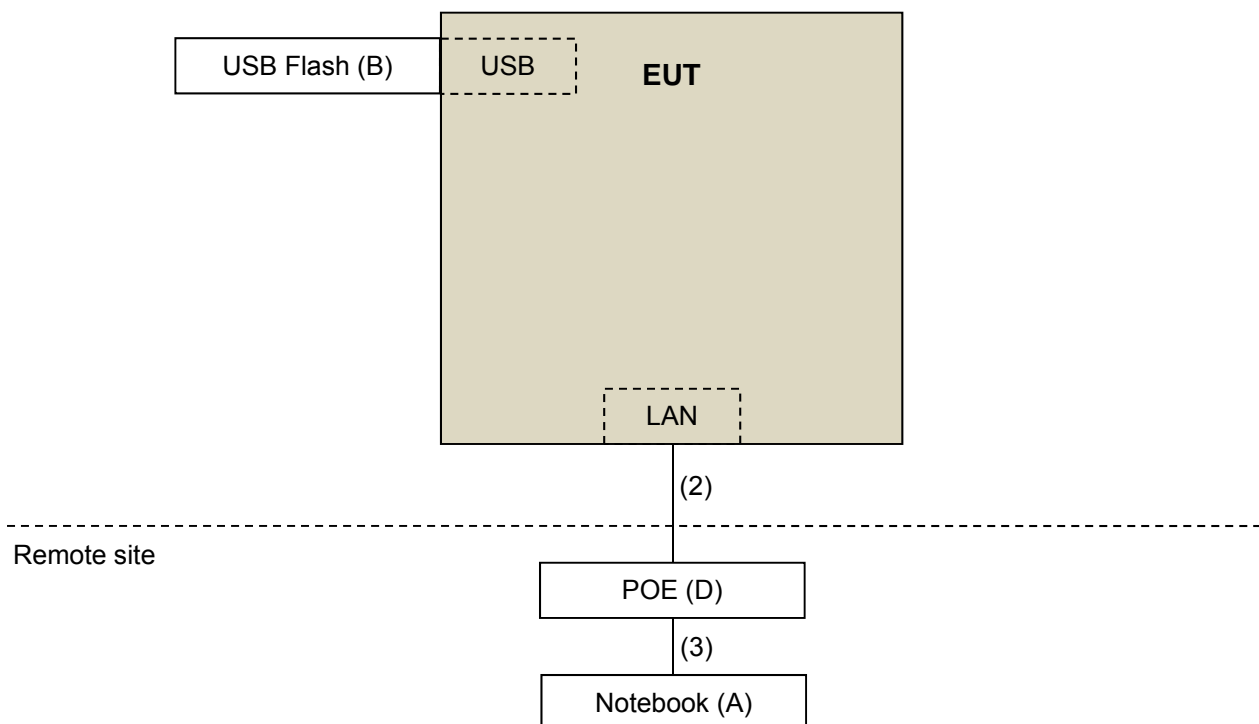 USB Flash (B)
USB
EUT
LAN
(2)
Remote site
POE (D)
(3)
Notebook (A)